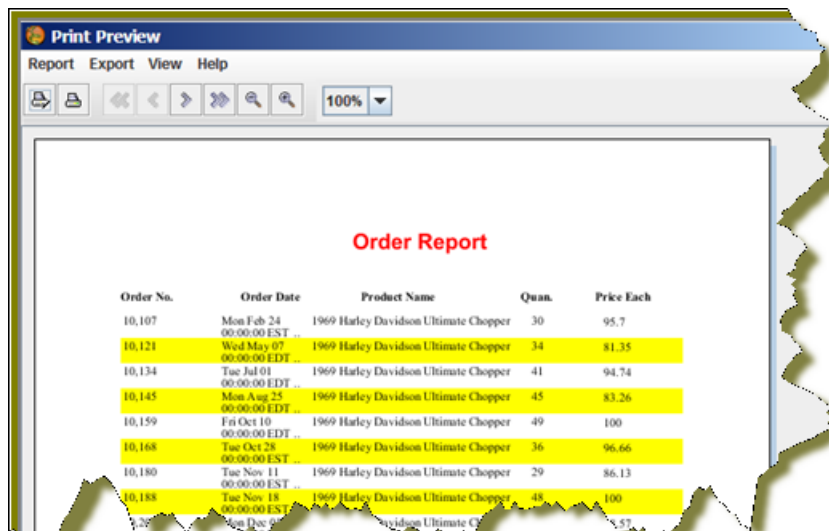 Print Preview
Report Export View Help
100%
Order Report
Order No. Order Date Product Name Quan. Price Each
10,107 Mon Feb 24 1969 Harley Davidson Ultimate Chopper 30 95.7
00:00:00 EST ..
10,121 Wed May 07 1969 Harley Davidson Ultimate Chopper 34 81.35
00:00:00 EDT ..
10,134 Tue Jul 01 1969 Harley Davidson Ultimate Chopper 41 94.74
00:00:00 EDT ..
10,145 Mon Aug 25 1969 Harley Davidson Ultimate Chopper 45 83.26
00:00:00 EDT ..
10,159 Fri Oct 10 1969 Harley Davidson Ultimate Chopper 49 100
00:00:00 EDT ..
10,168 Tue Oct 28 1969 Harley Davidson Ultimate Chopper 36 96.66
00:00:00 EST ..
10,180 Tue Nov 11 1969 Harley Davidson Ultimate Chopper 29 86.13
00:00:00 EST ..
10,188 Tue Nov 18 1969 Harley Davidson Ultimate Chopper 48 100
00:00:00 EST
Mon Dec Ultimate